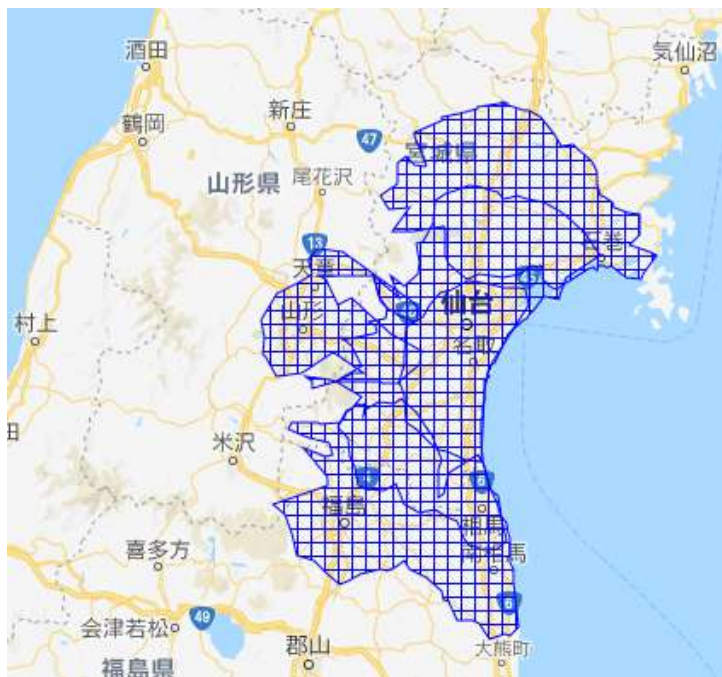 酒田
気仙沼
新庄
鶴岡
47
宮城県
山形県
尾花沢
13
石巻
天童
仙台
山形
村上
名取
田
米沢
4
6
福島
相馬
南相馬
喜多方
6
49
会津若松
大熊町
郡山
福島県